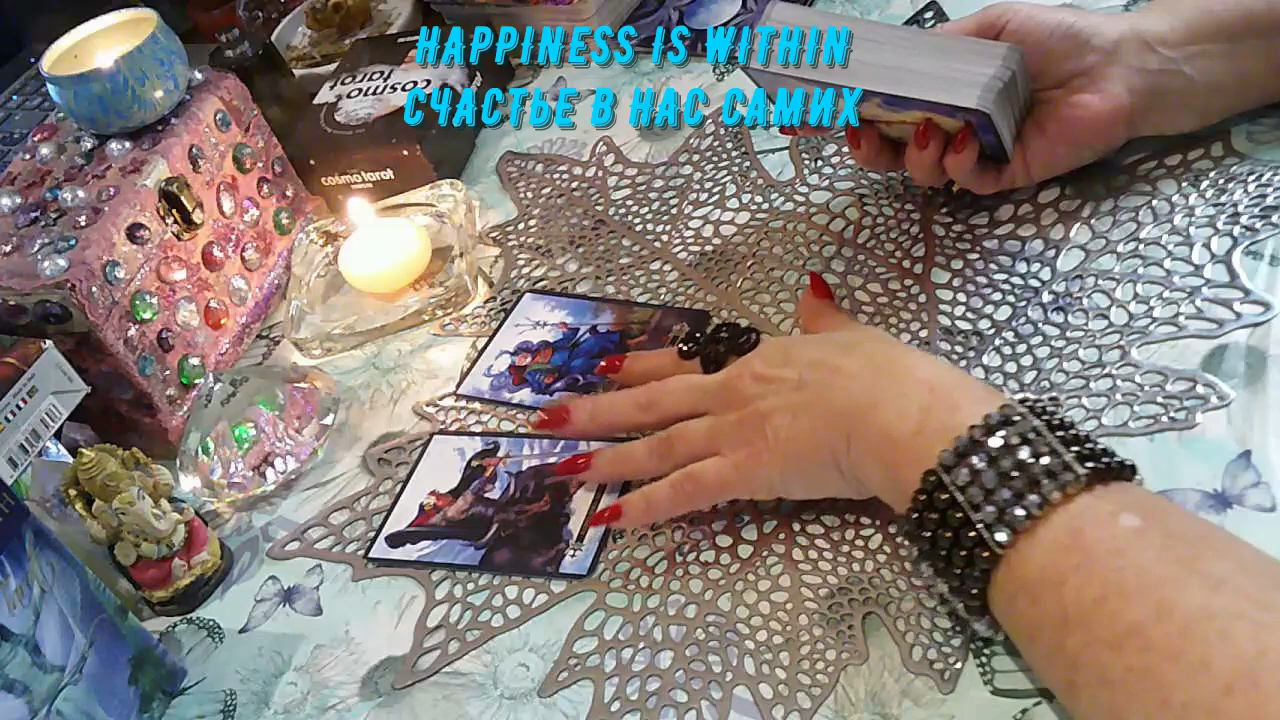 HAPPINESS IS WITHIN
СЧАСТЬЕ В НАС САМИХ
cosmo
tarot
cosmo tarot